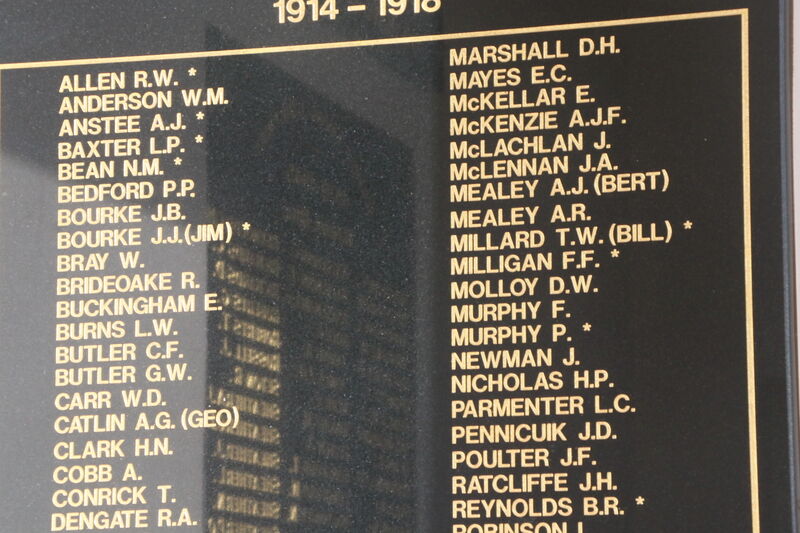 1914 – 1918
ALLEN R.W. *
ANDERSON W.M.
ANSTEE A.J. *
BAXTER L.P. *
BEAN N.M. *
BEDFORD P.P.
BOURKE J.B.
BOURKE J.J.(JIM) *
BRAY W.
BRIDEOAKE R.
BUCKINGHAM E.
BURNS L.W.
BUTLER C.F.
BUTLER G.W.
CARR W.D.
CATLIN A.G. (GEO)
CLARK H.N.
COBB A.
CONRICK T.
DENGATE R.A.
MARSHALL D.H.
MAYES E.C.
McKELLAR E.
McKENZIE A.J.F.
McLACHLAN J.
McLENNAN J.A.
MEALEY A.J. (BERT)
MEALEY A.R.
MILLARD T.W. (BILL) *
MILLIGAN F.F. *
MOLLOY D.W.
MURPHY F.
MURPHY P. *
NEWMAN J.
NICHOLAS H.P.
PARMENTER L.C.
PENNICUIK J.D.
POULTER J.F.
RATCLIFFE J.H.
REYNOLDS B.R. *
ROBINSON